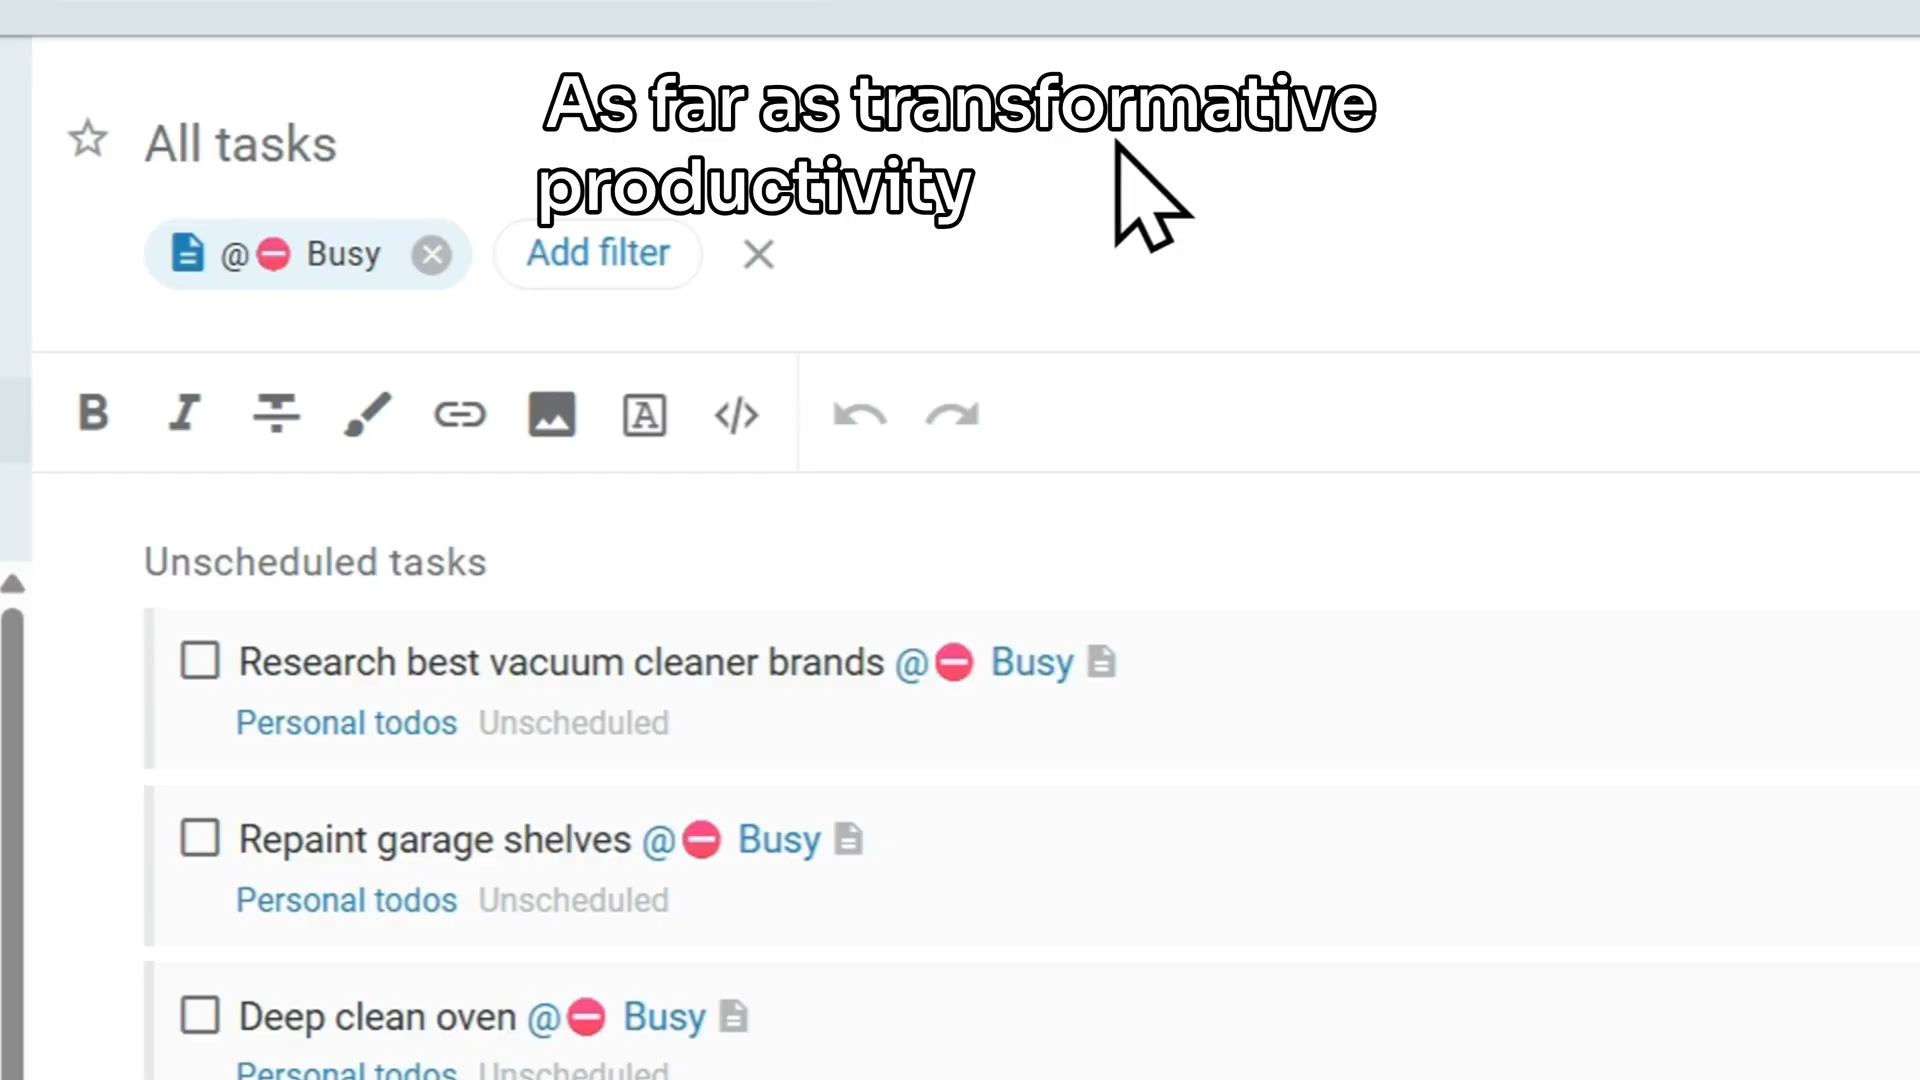 As far as transformative
productivity
All tasks
@⛔ Busy Add filter
Unscheduled tasks
Research best vacuum cleaner brands @⛔ Busy
Personal todos Unscheduled
Repaint garage shelves @⛔ Busy
Personal todos Unscheduled
Deep clean oven @⛔ Busy
Personal todos Unscheduled